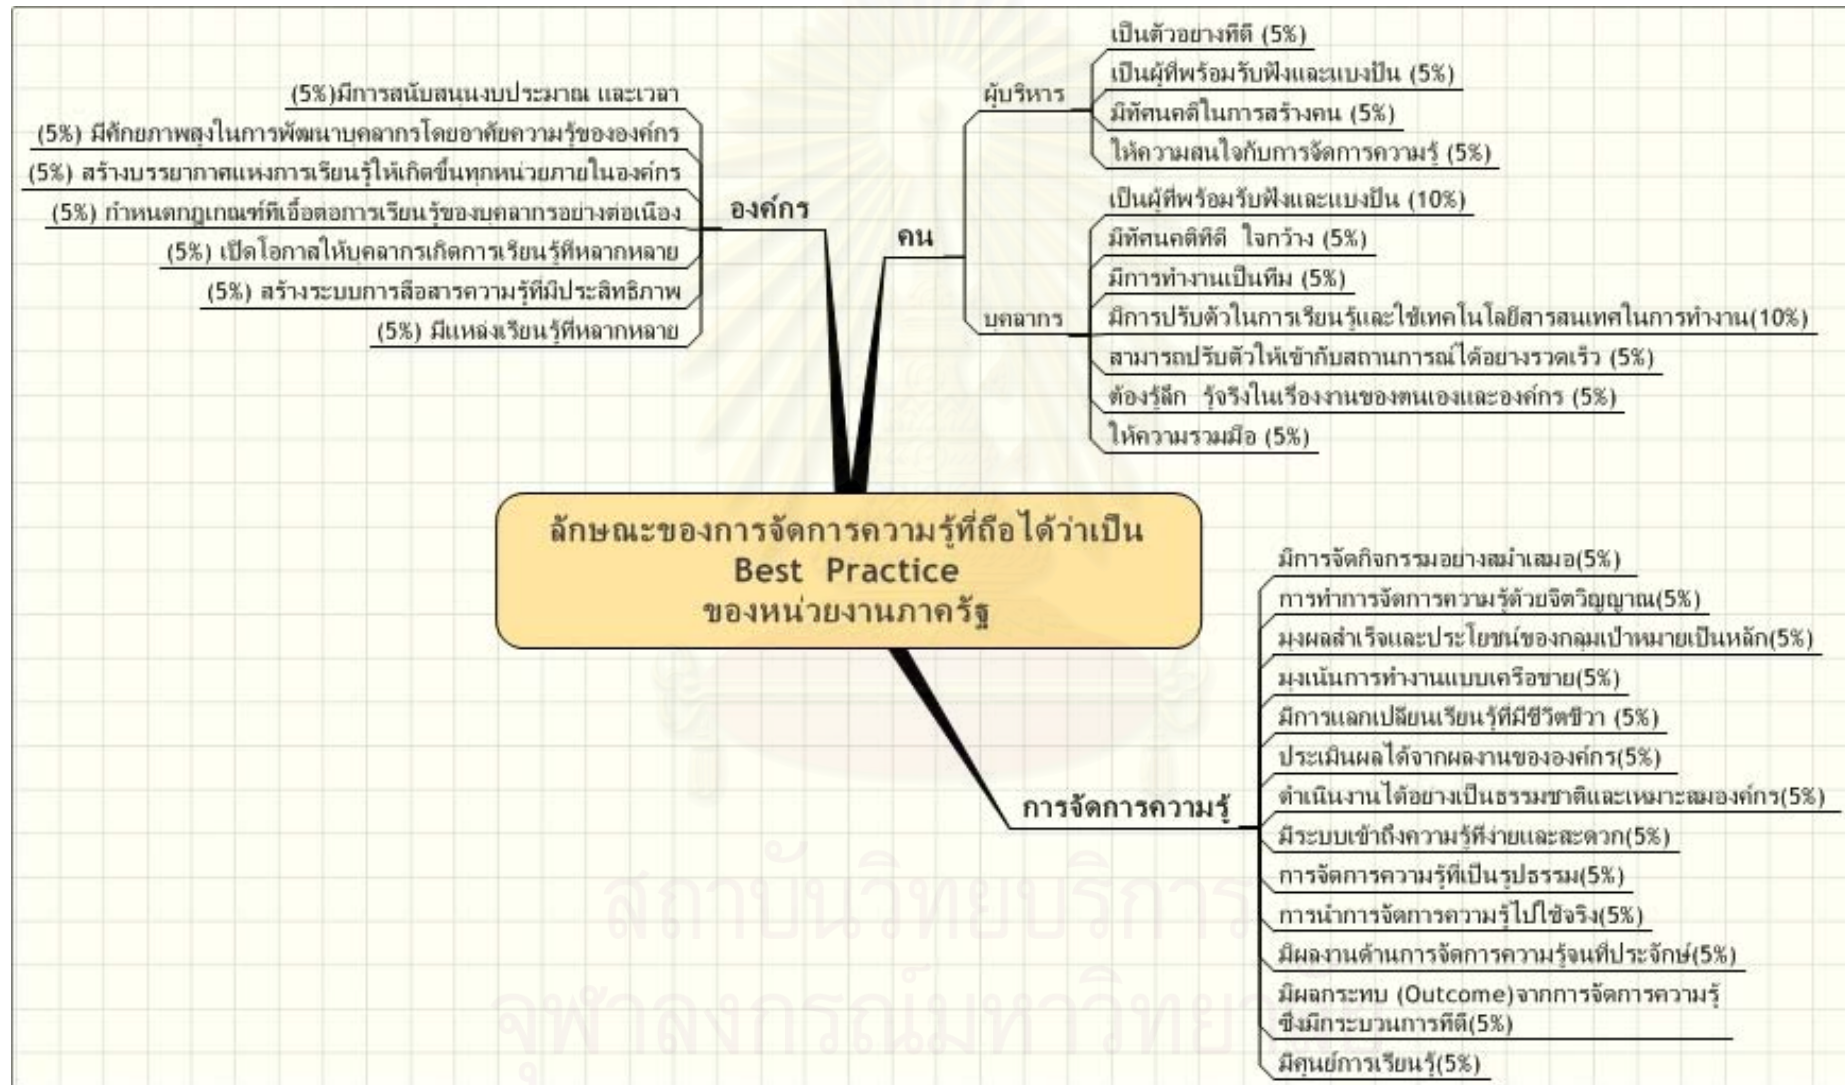 (5%)มีการสนับสนุนงบประมาณ และเวลา
(5%) มีศักยภาพสูงในการพัฒนาบุคลากรโดยอาศัยความรู้ขององค์กร
(5%) สร้างบรรยากาศแห่งการเรียนรู้ให้เกิดขึ้นทุกหน่วยภายในองค์กร
(5%) กำหนดกฎเกณฑ์ที่เอื้อต่อการเรียนรู้ของบุคลากรอย่างต่อเนื่อง
(5%) เปิดโอกาสให้บุคลากรเกิดการเรียนรู้ที่หลากหลาย
(5%) สร้างระบบการสื่อสารความรู้ที่มีประสิทธิภาพ
(5%) มีแหล่งเรียนรู้ที่หลากหลาย
องค์กร
คน
ผู้บริหาร
เป็นตัวอย่างที่ดี (5%)
เป็นผู้ที่พร้อมรับฟังและแบ่งปัน (5%)
มีทัศนคติในการสร้างคน (5%)
ให้ความสนใจกับการจัดการความรู้ (5%)
บุคลากร
เป็นผู้ที่พร้อมรับฟังและแบ่งปัน (10%)
มีทัศนคติที่ดี ใจกว้าง (5%)
มีการทำงานเป็นทีม (5%)
มีการปรับตัวในการเรียนรู้และใช้เทคโนโลยีสารสนเทศในการทำงาน(10%)
สามารถปรับตัวให้เข้ากับสถานการณ์ได้อย่างรวดเร็ว (5%)
ต้องรู้ลึก รู้จริงในเรื่องงานของตนเองและองค์กร (5%)
ให้ความร่วมมือ (5%)
ลักษณะของการจัดการความรู้ที่ถือได้ว่าเป็น
Best Practice
ของหน่วยงานภาครัฐ
การจัดการความรู้
มีการจัดกิจกรรมอย่างสม่ำเสมอ(5%)
การทำการจัดการความรู้ด้วยจิตวิญญาณ(5%)
มุ่งผลสำเร็จและประโยชน์ของกลุ่มเป้าหมายเป็นหลัก(5%)
มุ่งเน้นการทำงานแบบเครือข่าย(5%)
มีการแลกเปลี่ยนเรียนรู้ที่มีชีวิตชีวา (5%)
ประเมินผลได้จากผลงานขององค์กร(5%)
ดำเนินงานได้อย่างเป็นธรรมชาติและเหมาะสมองค์กร(5%)
มีระบบเข้าถึงความรู้ที่ง่ายและสะดวก(5%)
การจัดการความรู้ที่เป็นรูปธรรม(5%)
การนำการจัดการความรู้ไปใช้จริง(5%)
มีผลงานด้านการจัดการความรู้จนที่ประจักษ์(5%)
มีผลกระทบ (Outcome)จากการจัดการความรู้
ซึ่งมีกระบวนการที่ดี(5%)
มีศูนย์การเรียนรู้(5%)
สถาบันวิทยบริการ
จุฬาลงกรณ์มหาวิทยาลัย